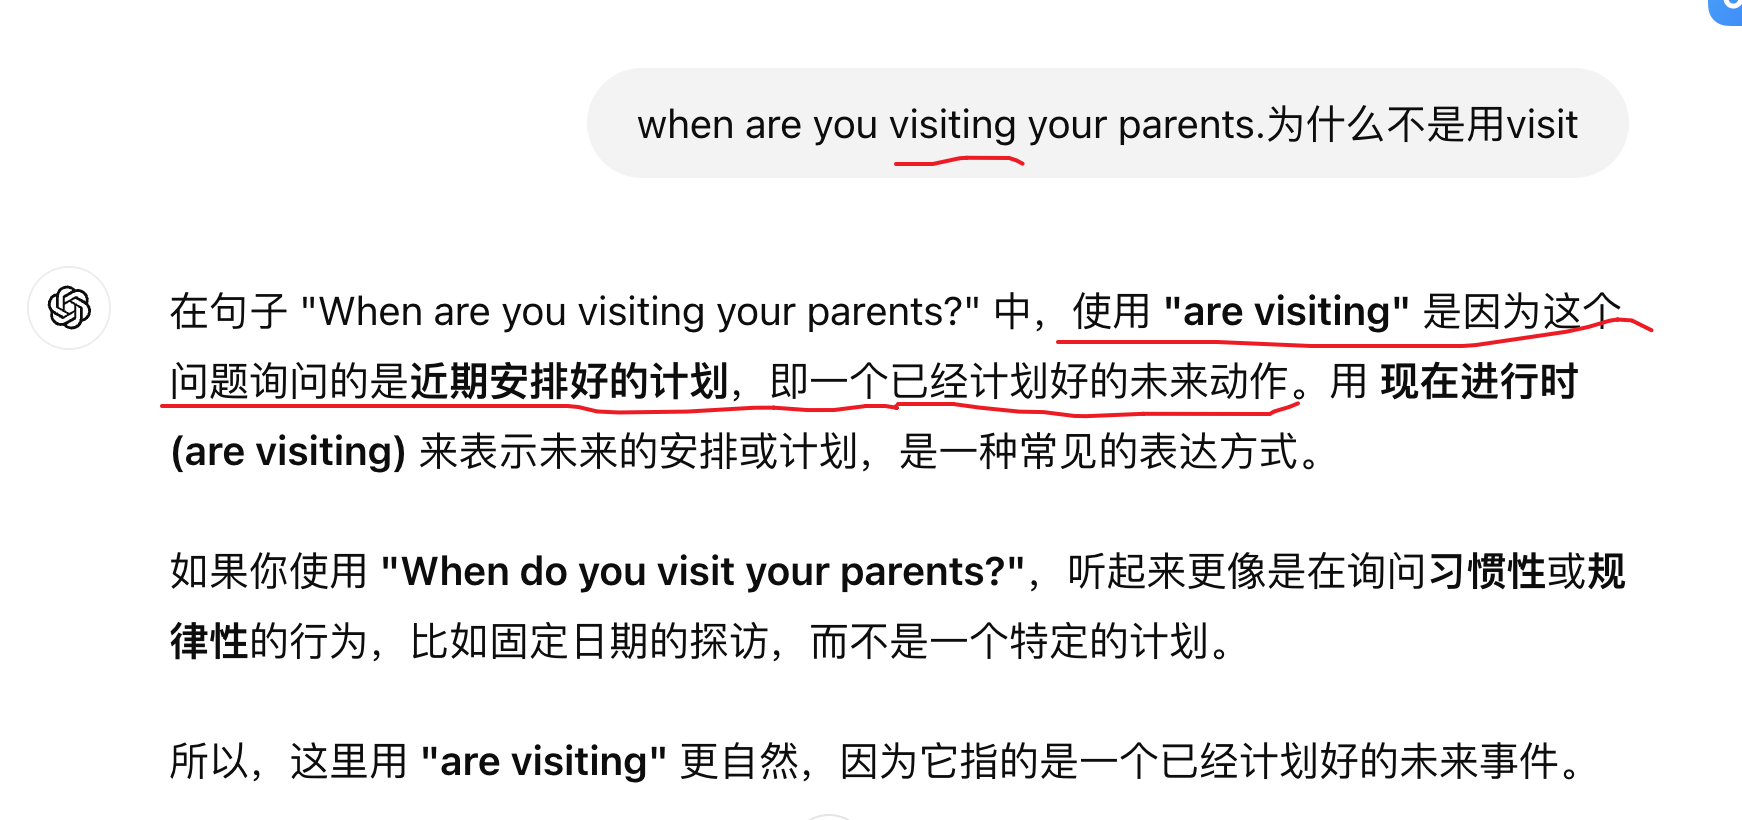 when are you visiting your parents.为什么不是用visit
在句子 "When are you visiting your parents?" 中，使用 "are visiting" 是因为这个
问题询问的是近期安排好的计划，即一个已经计划好的未来动作。用 现在进行时
(are visiting) 来表示未来的安排或计划，是一种常见的表达方式。
如果你使用 "When do you visit your parents?"，听起来更像是在询问习惯性或规
律性的行为，比如固定日期的探访，而不是一个特定的计划。
所以，这里用 "are visiting" 更自然，因为它指的是一个已经计划好的未来事件。